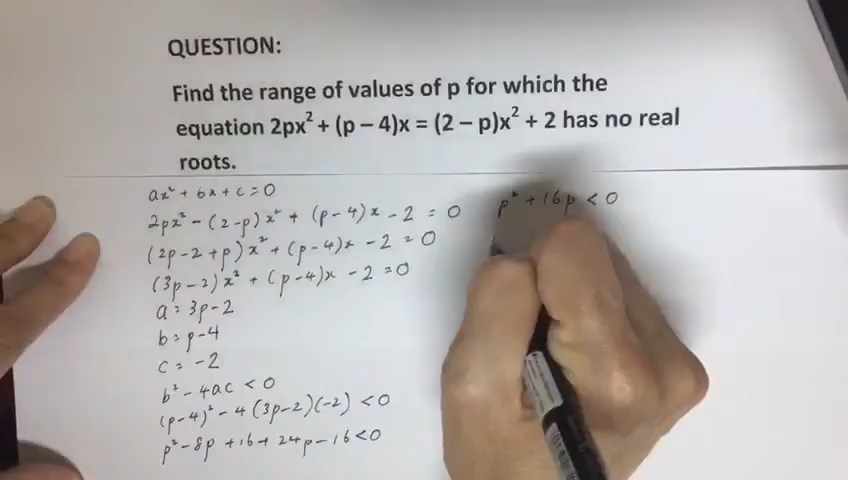 QUESTION:
Find the range of values of p for which the
equation 2px² + (p – 4)x = (2 – p)x² + 2 has no real
roots.
ax² + bx + c = 0
2px² - (2-p)x² + (p-4)x - 2 = 0
(2p-2+p)x² + (p-4)x - 2 = 0
(3p-2)x² + (p-4)x - 2 = 0
a = 3p-2
b = p-4
c = -2
b² - 4ac < 0
(p-4)² - 4(3p-2)(-2) < 0
p² - 8p + 16 + 24p - 16 < 0
p² + 16p < 0